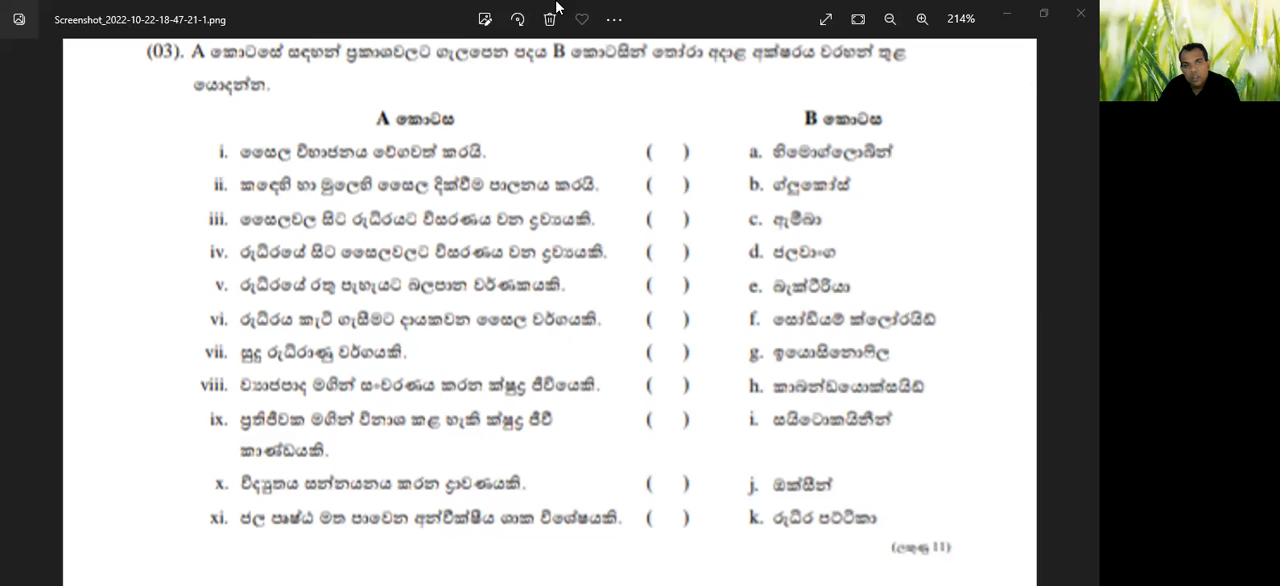 Screenshot_2022-10-22-18-47-21-1.png
214%
(03). A කොටසේ සඳහන් ප්‍රකාශවලට ගැලපෙන පදය B කොටසින් තෝරා අදාළ අක්ෂරය වරහන් තුළ
යොදන්න.
A කොටස B කොටස
i. සෛල විභාජනය වේගවත් කරයි. ( ) a. හිමොග්ලොබින්
ii. කඳෙහි හා මුලෙහි සෛල දික්වීම පාලනය කරයි. ( ) b. ග්ලුකෝස්
iii. සෛලවල සිට රුධිරයට විසරණය වන ද්‍රව්‍යයකි. ( ) c. ඇමීබා
iv. රුධිරයේ සිට සෛලවලට විසරණය වන ද්‍රව්‍යයකි. ( ) d. ජලවාංග
v. රුධිරයේ රතු පැහැයට බලපාන වර්ණකයකි. ( ) e. බැක්ටීරියා
vi. රුධිරය කැටි ගැසීමට දායකවන සෛල වර්ගයකි. ( ) f. සෝඩියම් ක්ලෝරයිඩ්
vii. සුදු රුධිරාණු වර්ගයකි. ( ) g. ඉයොසිනොෆිල
viii. ව්‍යාජපාද මගින් සංචරණය කරන ක්ෂුද්‍ර ජීවියෙකි. ( ) h. කාබන්ඩයොක්සයිඩ්
ix. ප්‍රතිජීවක මගින් විනාශ කළ හැකි ක්ෂුද්‍ර ජීවී ( ) i. සයිටොකයිනීන්
කාණ්ඩයකි.
x. විද්‍යුතය සන්නයනය කරන ද්‍රාවණයකි. ( ) j. ඔක්සීන්
xi. ජල පෘෂ්ඨ මත පාවෙන අන්වීක්ෂීය ශාක විශේෂයකි. ( ) k. රුධිර පට්ටිකා
(ලකුණු 11)